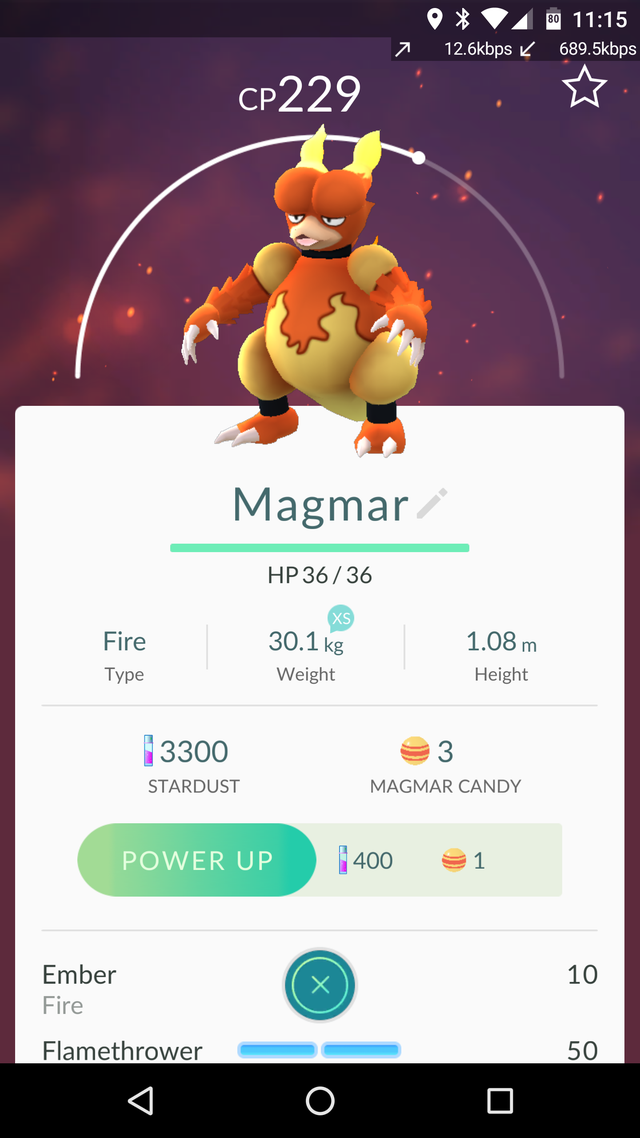 80 11:15
12.6kbps 689.5kbps
CP229
Magmar
HP 36 / 36
XS
Fire 30.1 kg 1.08 m
Type Weight Height
3300 3
STARDUST MAGMAR CANDY
POWER UP 400 1
Ember 10
Fire
Flamethrower 50